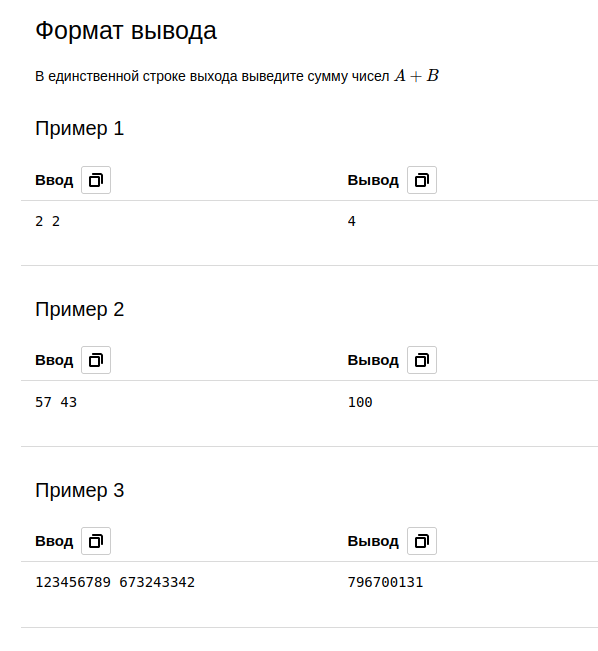 Формат вывода
В единственной строке выхода выведите сумму чисел A + B
Пример 1
Ввод Вывод
2 2 4
Пример 2
Ввод Вывод
57 43 100
Пример 3
Ввод Вывод
123456789 673243342 796700131